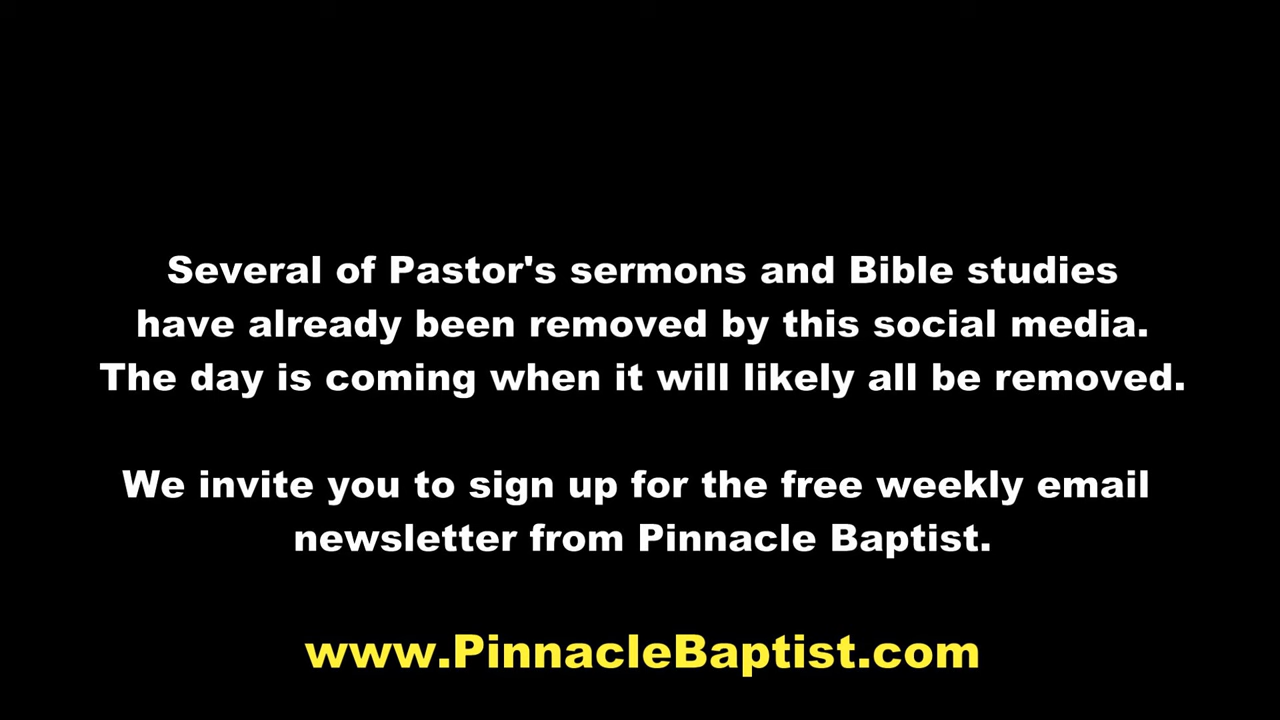 Several of Pastor's sermons and Bible studies
have already been removed by this social media.
The day is coming when it will likely all be removed.
We invite you to sign up for the free weekly email
newsletter from Pinnacle Baptist.
www.PinnacleBaptist.com